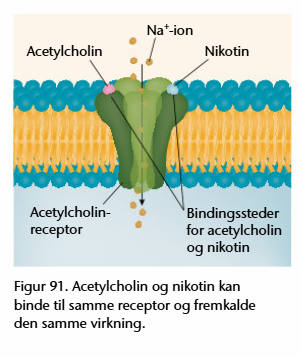 Na⁺-ion
Acetylcholin
Nikotin
Acetylcholin-
receptor
Bindingssteder
for acetylcholin
og nikotin
Figur 91. Acetylcholin og nikotin kan
binde til samme receptor og fremkalde
den samme virkning.